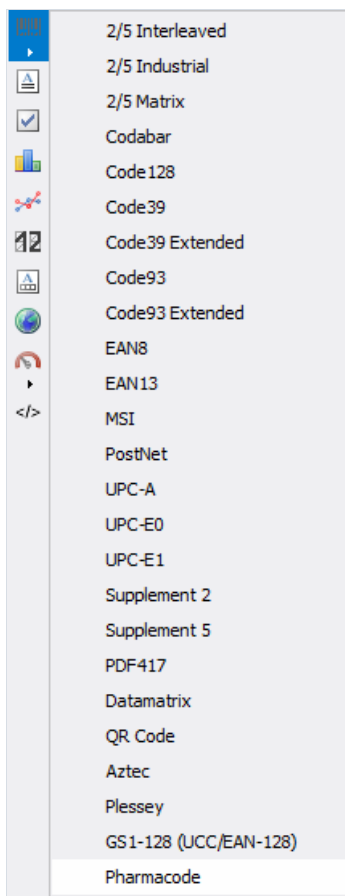 2/5 Interleaved
2/5 Industrial
2/5 Matrix
Codabar
Code128
Code39
Code39 Extended
Code93
Code93 Extended
EAN8
EAN13
MSI
PostNet
UPC-A
UPC-E0
UPC-E1
Supplement 2
Supplement 5
PDF417
Datamatrix
QR Code
Aztec
Plessey
GS1-128 (UCC/EAN-128)
Pharmacode
A
12
A
</>